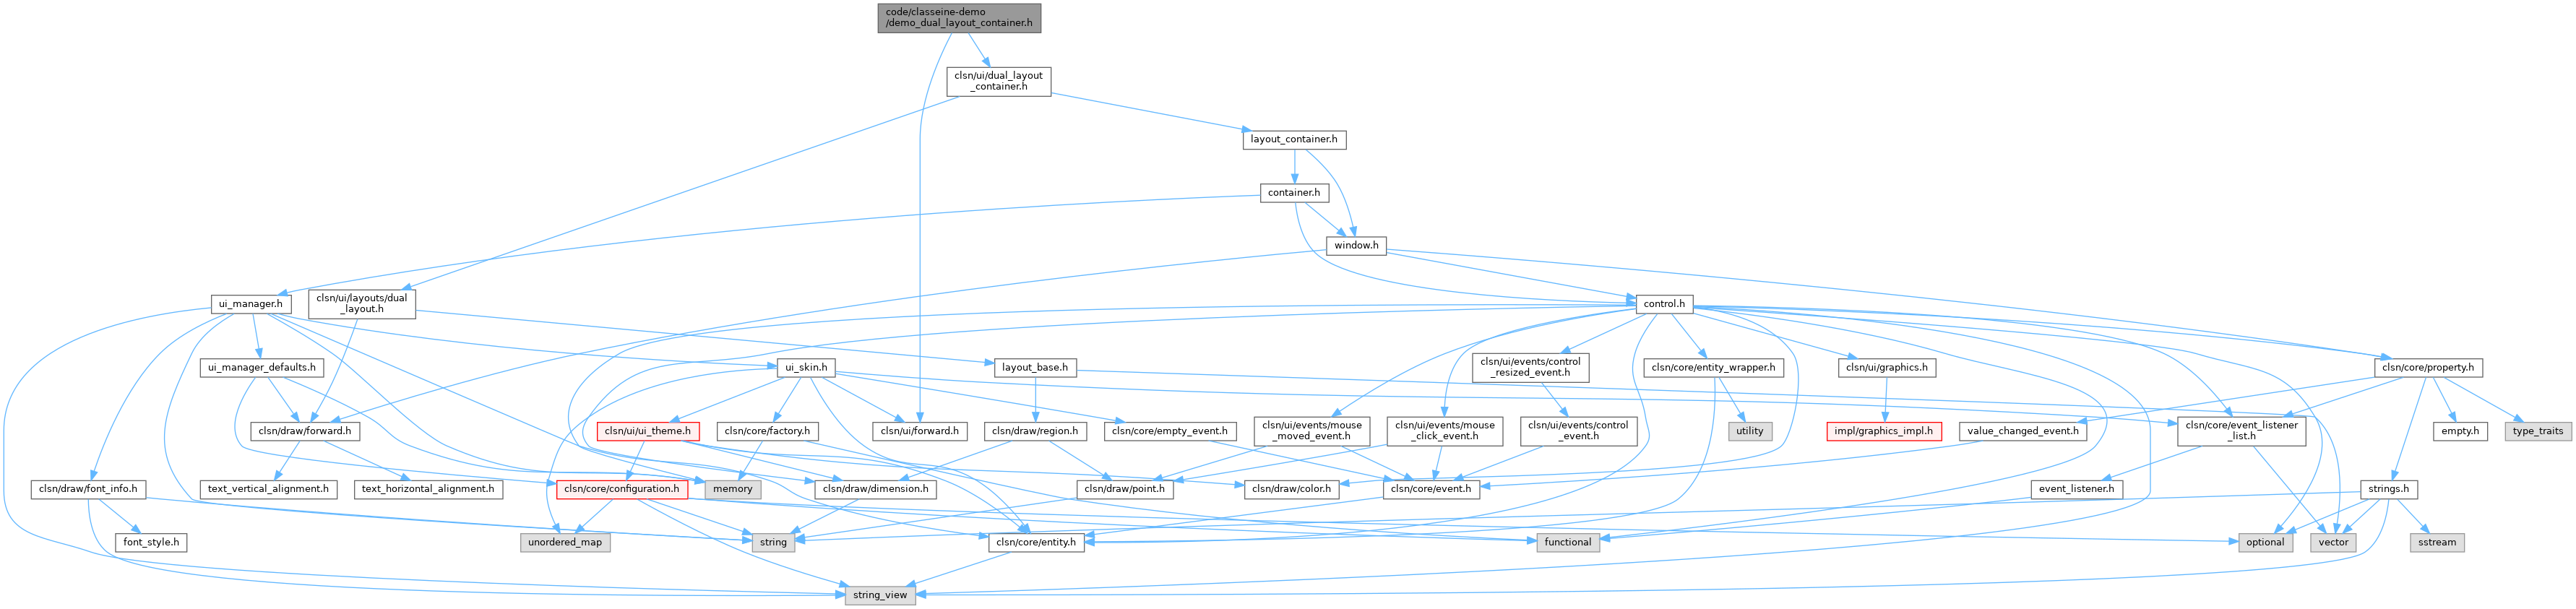 code/classeine-demo
/demo_dual_layout_container.h
clsn/ui/dual_layout
_container.h
layout_container.h
container.h
window.h
ui_manager.h
clsn/ui/layouts/dual
_layout.h
control.h
ui_manager_defaults.h
ui_skin.h
layout_base.h
clsn/ui/events/control
_resized_event.h
clsn/core/entity_wrapper.h
clsn/ui/graphics.h
clsn/core/property.h
clsn/draw/forward.h
clsn/ui/ui_theme.h
clsn/core/factory.h
clsn/ui/forward.h
clsn/draw/region.h
clsn/core/empty_event.h
clsn/ui/events/mouse
_moved_event.h
clsn/ui/events/mouse
_click_event.h
clsn/ui/events/control
_event.h
utility
impl/graphics_impl.h
value_changed_event.h
clsn/core/event_listener
_list.h
empty.h
type_traits
clsn/draw/font_info.h
text_vertical_alignment.h
text_horizontal_alignment.h
clsn/core/configuration.h
memory
clsn/draw/dimension.h
clsn/draw/point.h
clsn/draw/color.h
clsn/core/event.h
event_listener.h
strings.h
font_style.h
unordered_map
string
clsn/core/entity.h
functional
optional
vector
sstream
string_view